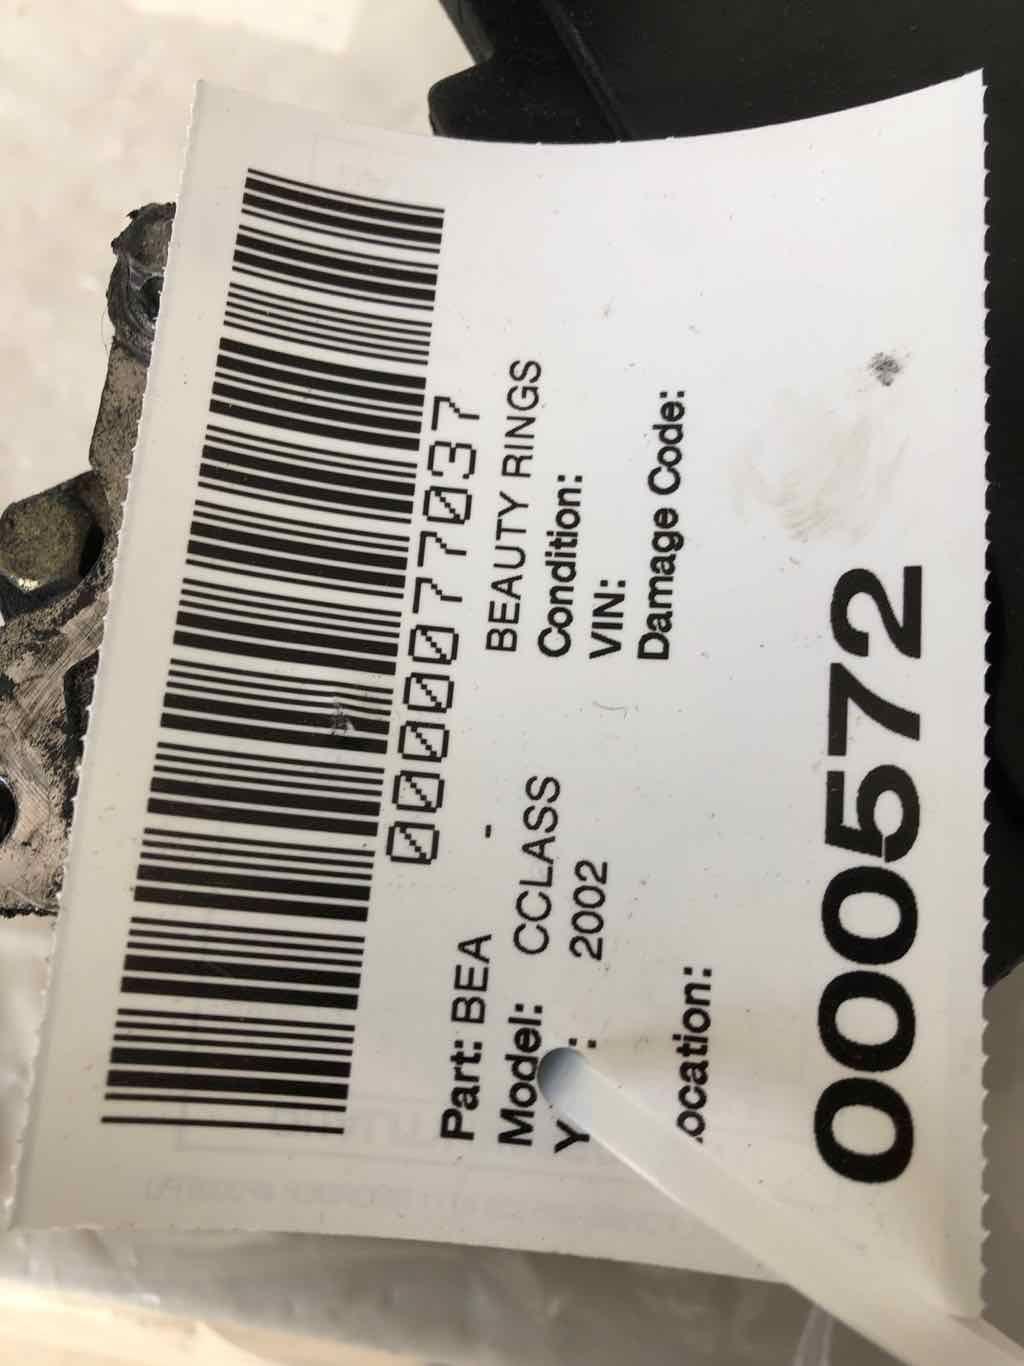 0000077037
Part: BEA - BEAUTY RINGS
Model: CCLASS Condition:
Y : 2002 VIN:
Damage Code:
ocation:
000572